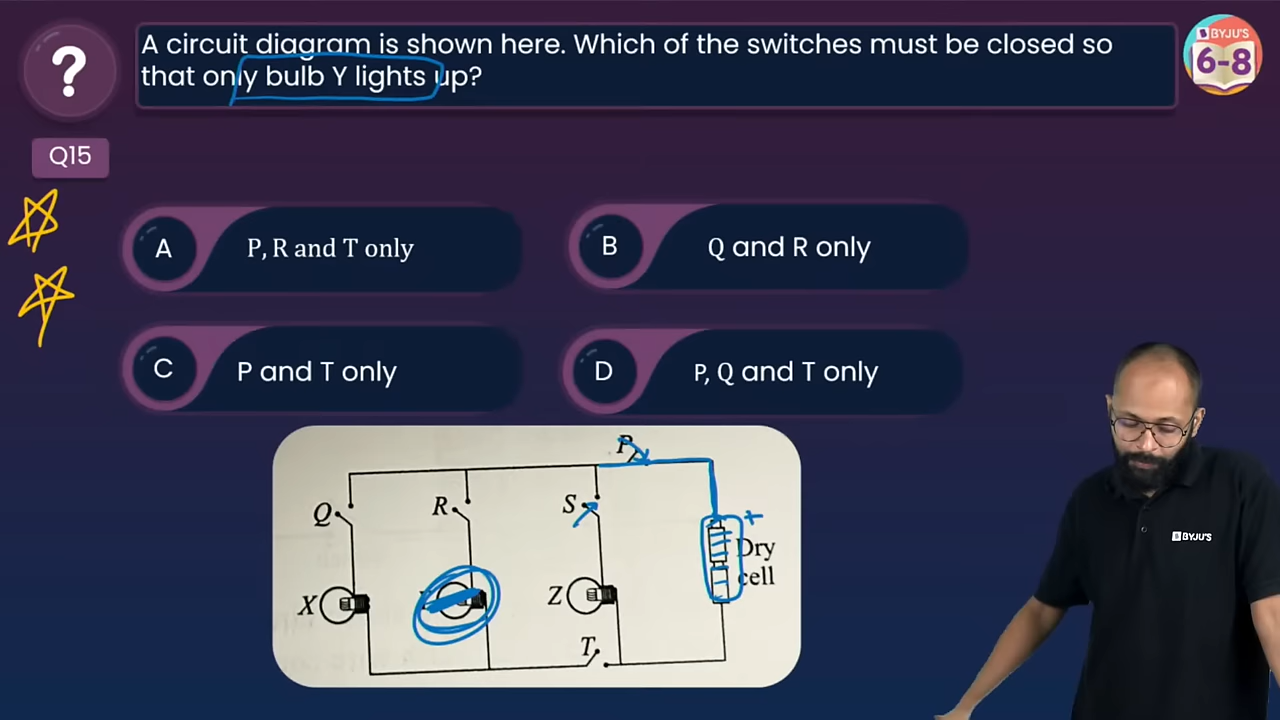 ?
A circuit diagram is shown here. Which of the switches must be closed so
that only bulb Y lights up?
BYJU'S
6-8
Q15
A
P, R and T only
B
Q and R only
C
P and T only
D
P, Q and T only
P
Q
R
S
+
Dry
cell
X
Z
T
BYJU'S